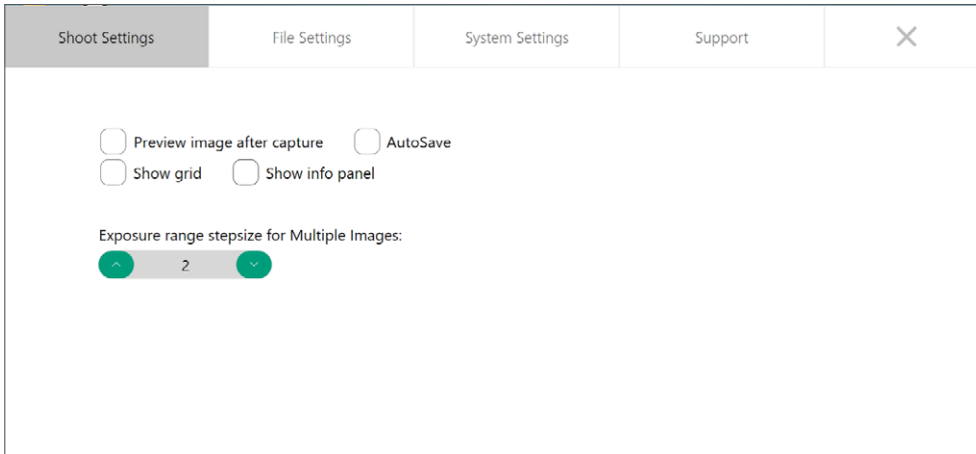 Shoot Settings File Settings System Settings Support
Preview image after capture AutoSave
Show grid Show info panel
Exposure range stepsize for Multiple Images:
2